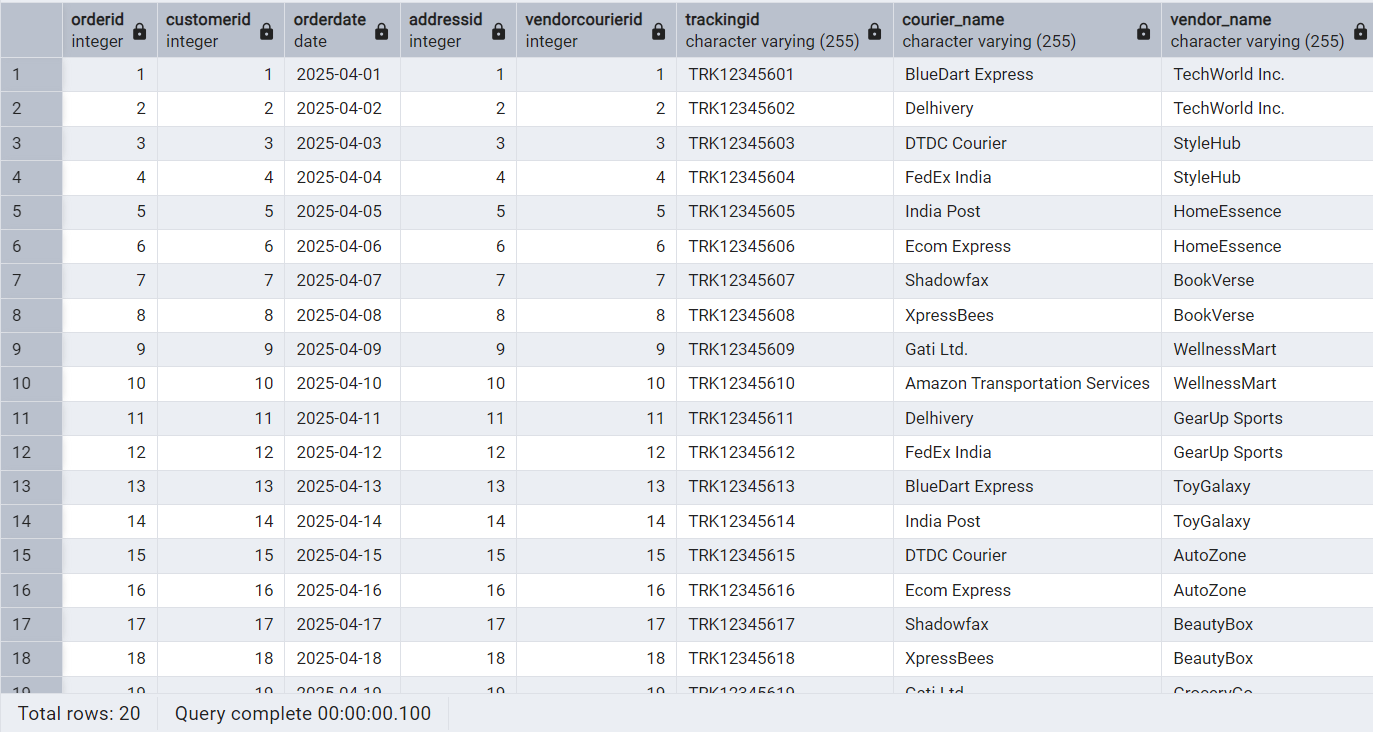 orderid customerid orderdate addressid vendorcourierid trackingid courier_name vendor_name
integer integer date integer integer character varying (255) character varying (255) character varying (255)
1 1 1 2025-04-01 1 1 TRK12345601 BlueDart Express TechWorld Inc.
2 2 2 2025-04-02 2 2 TRK12345602 Delhivery TechWorld Inc.
3 3 3 2025-04-03 3 3 TRK12345603 DTDC Courier StyleHub
4 4 4 2025-04-04 4 4 TRK12345604 FedEx India StyleHub
5 5 5 2025-04-05 5 5 TRK12345605 India Post HomeEssence
6 6 6 2025-04-06 6 6 TRK12345606 Ecom Express HomeEssence
7 7 7 2025-04-07 7 7 TRK12345607 Shadowfax BookVerse
8 8 8 2025-04-08 8 8 TRK12345608 XpressBees BookVerse
9 9 9 2025-04-09 9 9 TRK12345609 Gati Ltd. WellnessMart
10 10 10 2025-04-10 10 10 TRK12345610 Amazon Transportation Services WellnessMart
11 11 11 2025-04-11 11 11 TRK12345611 Delhivery GearUp Sports
12 12 12 2025-04-12 12 12 TRK12345612 FedEx India GearUp Sports
13 13 13 2025-04-13 13 13 TRK12345613 BlueDart Express ToyGalaxy
14 14 14 2025-04-14 14 14 TRK12345614 India Post ToyGalaxy
15 15 15 2025-04-15 15 15 TRK12345615 DTDC Courier AutoZone
16 16 16 2025-04-16 16 16 TRK12345616 Ecom Express AutoZone
17 17 17 2025-04-17 17 17 TRK12345617 Shadowfax BeautyBox
18 18 18 2025-04-18 18 18 TRK12345618 XpressBees BeautyBox
19 19 19 2025-04-19 19 19 TRK12345619 Gati Ltd. GroceryGo
Total rows: 20 Query complete 00:00:00.100